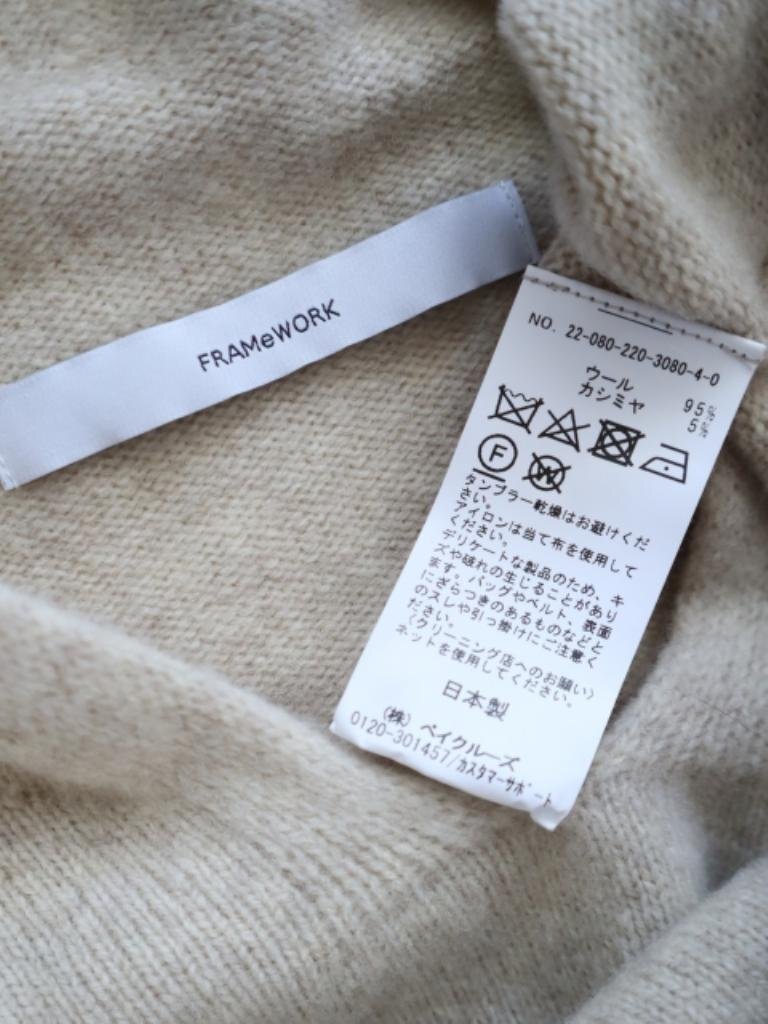 FRAMeWORK
NO. 22-080-220-3080-4-0
ウール 95%
カシミヤ 5%
F W
タンブラー乾燥はお避けくだ
さい。
アイロンは当て布を使用して
ください。
デリケートな製品のため、キ
ズや破れの生じることがあり
ます。バッグやベルト、表面
にざらつきのあるものなどと
のスレや引っ掛けにご注意く
ださい。
〈クリーニング店へのお願い〉
ネットを使用してください。
日本製
(株) ベイクルーズ
0120-301457/カスタマーサポート